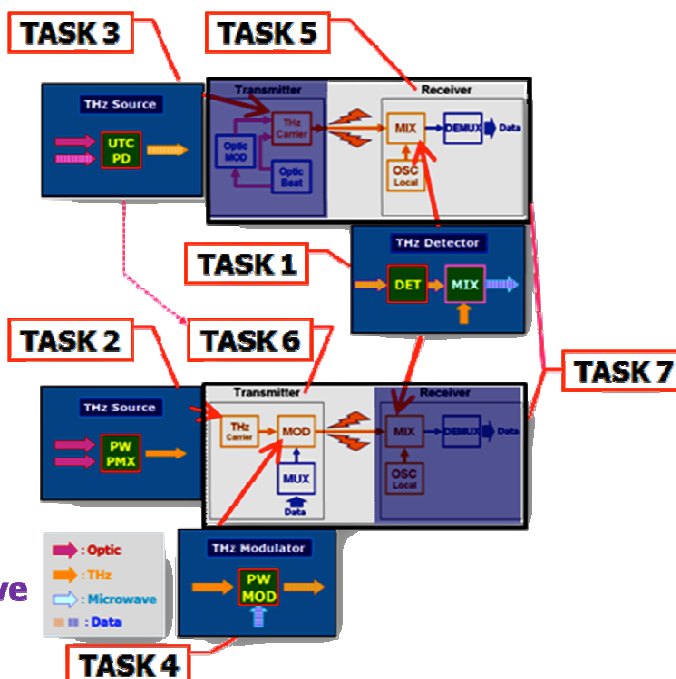 TASK 3
TASK 5
THz Source
UTC
PD
Transmitter
THz
Carrier
Optic
MOD
Optic
Beat
Receiver
MIX
DEMUX
Data
OSC
Local
TASK 1
THz Detector
DET
MIX
TASK 2
TASK 6
TASK 7
THz Source
PW
PMX
Transmitter
THz
Carrier
MOD
MUX
Data
Receiver
MIX
DEMUX
Data
OSC
Local
ve
: Optic
: THz
: Microwave
: Data
THz Modulator
PW
MOD
TASK 4